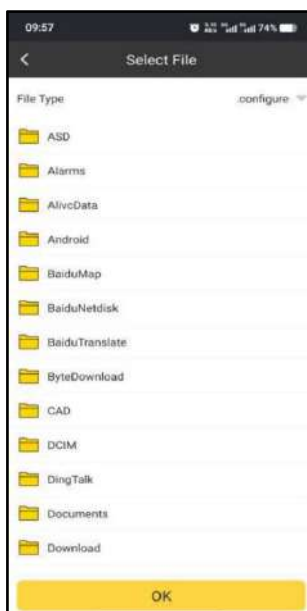 09:57 74%
Select File
File Type .configure
ASD
Alarms
AlivcData
Android
BaiduMap
BaiduNetdisk
BaiduTranslate
ByteDownload
CAD
DCIM
DingTalk
Documents
Download
OK